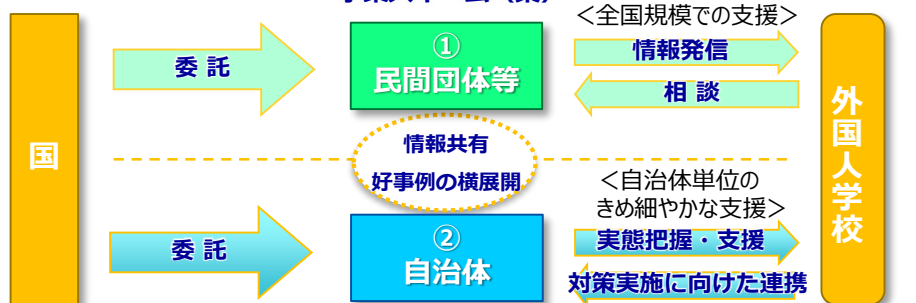 国
委 託
①
民間団体等
<全国規模での支援>
情報発信
相 談
情報共有
好事例の横展開
委 託
②
自治体
<自治体単位の
きめ細やかな支援>
実態把握・支援
対策実施に向けた連携
外国人学校